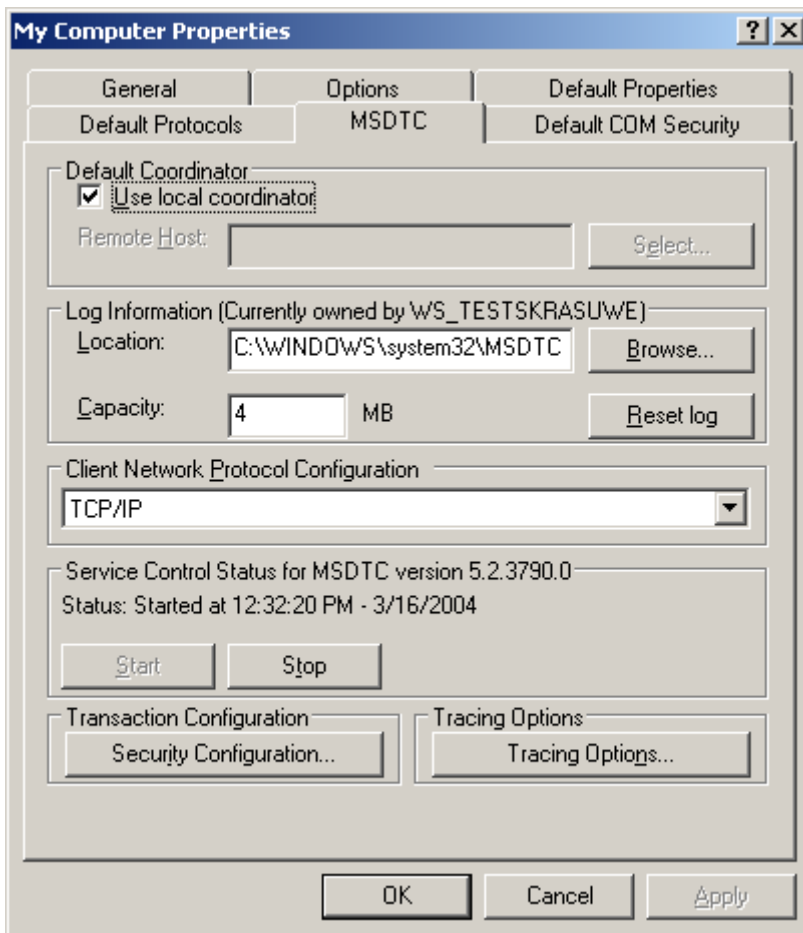 My Computer Properties
General Options Default Properties
Default Protocols MSDTC Default COM Security
Default Coordinator
Use local coordinator
Remote Host: Select...
Log Information (Currently owned by WS_TESTSKRASUWE)
Location: C:\WINDOWS\system32\MSDTC Browse...
Capacity: 4 MB Reset log
Client Network Protocol Configuration
TCP/IP
Service Control Status for MSDTC version 5.2.3790.0
Status: Started at 12:32:20 PM - 3/16/2004
Start Stop
Transaction Configuration Tracing Options
Security Configuration... Tracing Options...
OK Cancel Apply